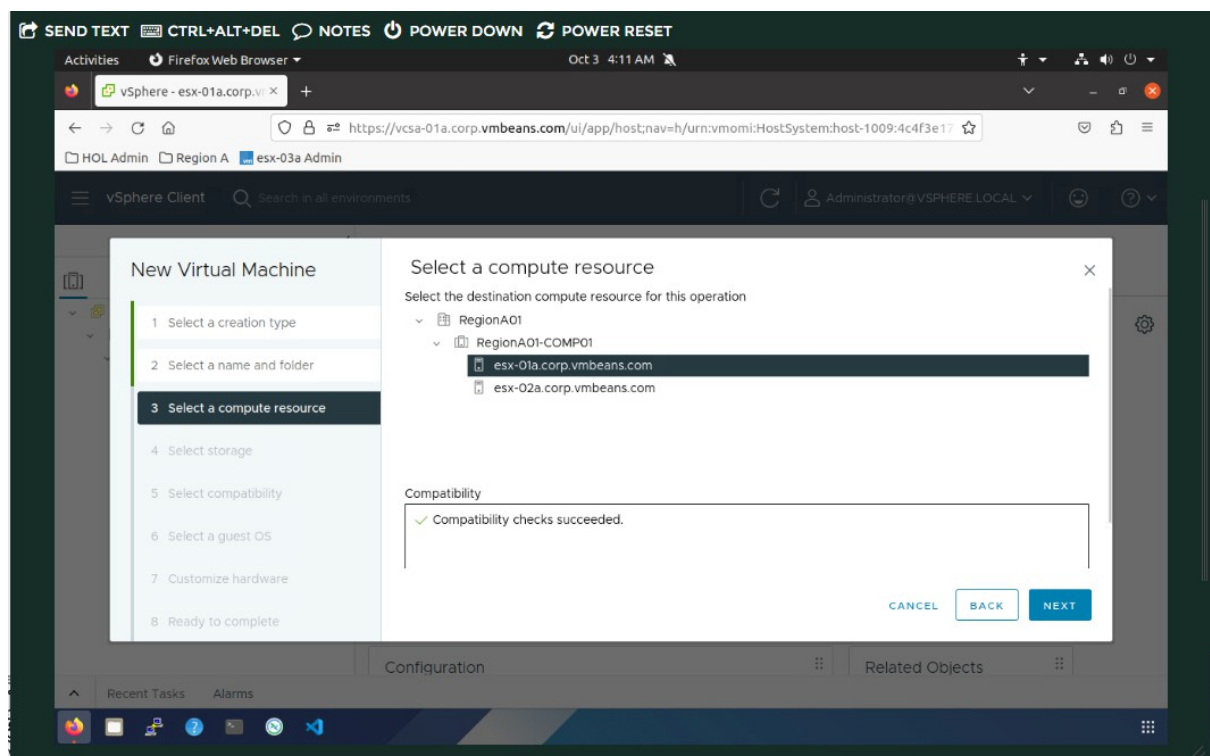 SEND TEXT CTRL+ALT+DEL NOTES POWER DOWN POWER RESET
Activities Firefox Web Browser Oct 3 4:11 AM
vSphere - esx-01a.corp.vr
https://vcsa-01a.corp.vmbeans.com/ui/app/host;nav=h/urn:vmomi:HostSystem:host-1009:4c4f3e17
HOL Admin Region A esx-03a Admin
vSphere Client Search in all environments Administrator@VSPHERE.LOCAL
New Virtual Machine
1 Select a creation type
2 Select a name and folder
3 Select a compute resource
4 Select storage
5 Select compatibility
6 Select a guest OS
7 Customize hardware
8 Ready to complete
Select a compute resource
Select the destination compute resource for this operation
RegionA01
RegionA01-COMP01
esx-01a.corp.vmbeans.com
esx-02a.corp.vmbeans.com
Compatibility
Compatibility checks succeeded.
CANCEL BACK NEXT
Configuration Related Objects
Recent Tasks Alarms